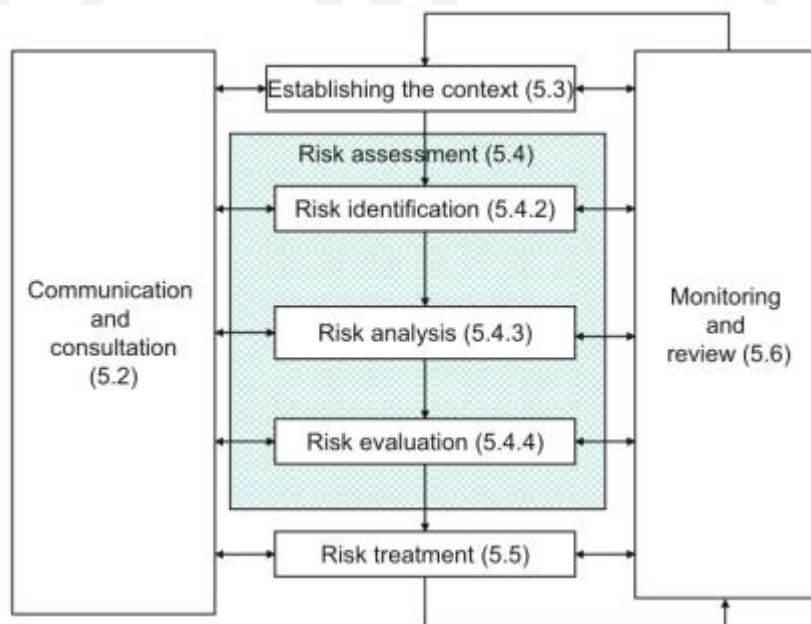 Establishing the context (5.3)
Risk assessment (5.4)
Risk identification (5.4.2)
Communication
and
consultation
(5.2)
Risk analysis (5.4.3)
Monitoring
and
review (5.6)
Risk evaluation (5.4.4)
Risk treatment (5.5)